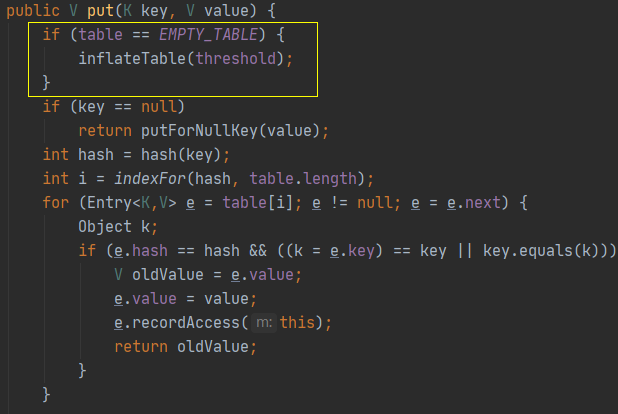 public V put(K key, V value) {
    if (table == EMPTY_TABLE) {
        inflateTable(threshold);
    }
    if (key == null)
        return putForNullKey(value);
    int hash = hash(key);
    int i = indexFor(hash, table.length);
    for (Entry<K,V> e = table[i]; e != null; e = e.next) {
        Object k;
        if (e.hash == hash && ((k = e.key) == key || key.equals(k)))
            V oldValue = e.value;
            e.value = value;
            e.recordAccess( m: this);
            return oldValue;
        }
    }